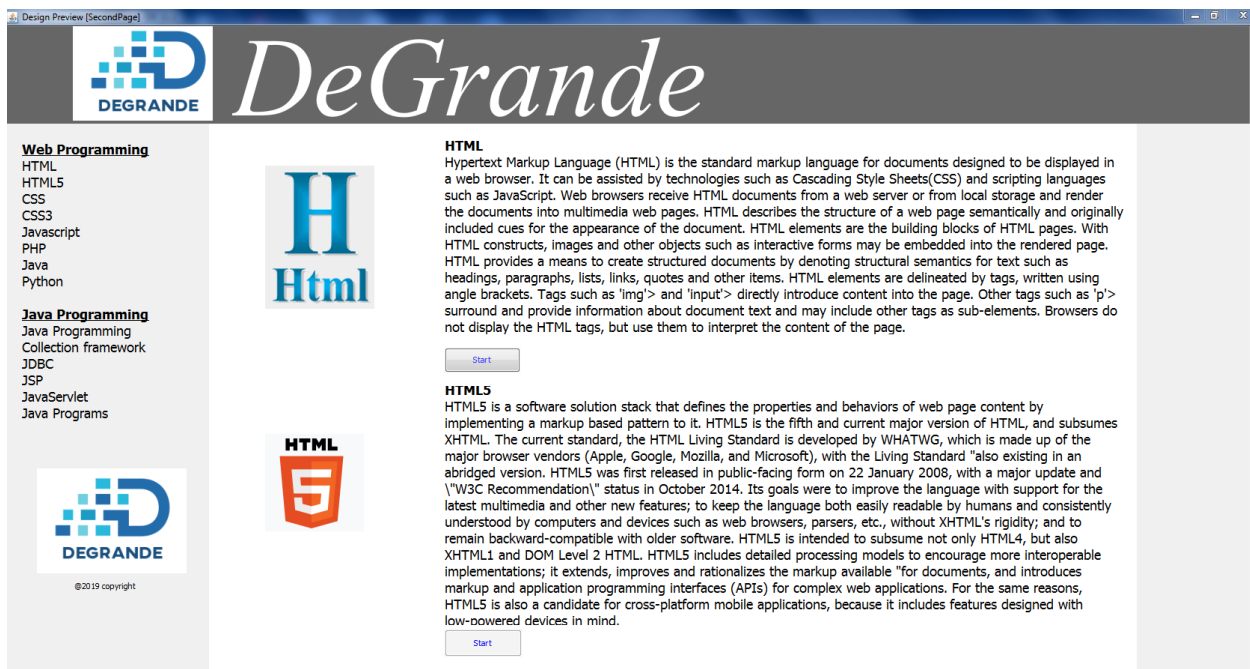 Design Preview [SecondPage]
DEGRANDE
DeGrande
Web Programming
HTML
HTML5
CSS
CSS3
Javascript
PHP
Java
Python
Java Programming
Java Programming
Collection framework
JDBC
JSP
JavaServlet
Java Programs
DEGRANDE
@2019 copyright
H
Html
HTML
Hypertext Markup Language (HTML) is the standard markup language for documents designed to be displayed in
a web browser. It can be assisted by technologies such as Cascading Style Sheets(CSS) and scripting languages
such as JavaScript. Web browsers receive HTML documents from a web server or from local storage and render
the documents into multimedia web pages. HTML describes the structure of a web page semantically and originally
included cues for the appearance of the document. HTML elements are the building blocks of HTML pages. With
HTML constructs, images and other objects such as interactive forms may be embedded into the rendered page.
HTML provides a means to create structured documents by denoting structural semantics for text such as
headings, paragraphs, lists, links, quotes and other items. HTML elements are delineated by tags, written using
angle brackets. Tags such as 'img'> and 'input'> directly introduce content into the page. Other tags such as 'p'>
surround and provide information about document text and may include other tags as sub-elements. Browsers do
not display the HTML tags, but use them to interpret the content of the page.
Start
HTML
5
HTML5
HTML5 is a software solution stack that defines the properties and behaviors of web page content by
implementing a markup based pattern to it. HTML5 is the fifth and current major version of HTML, and subsumes
XHTML. The current standard, the HTML Living Standard is developed by WHATWG, which is made up of the
major browser vendors (Apple, Google, Mozilla, and Microsoft), with the Living Standard "also existing in an
abridged version. HTML5 was first released in public-facing form on 22 January 2008, with a major update and
\"W3C Recommendation\" status in October 2014. Its goals were to improve the language with support for the
latest multimedia and other new features; to keep the language both easily readable by humans and consistently
understood by computers and devices such as web browsers, parsers, etc., without XHTML's rigidity; and to
remain backward-compatible with older software. HTML5 is intended to subsume not only HTML4, but also
XHTML1 and DOM Level 2 HTML. HTML5 includes detailed processing models to encourage more interoperable
implementations; it extends, improves and rationalizes the markup available "for documents, and introduces
markup and application programming interfaces (APIs) for complex web applications. For the same reasons,
HTML5 is also a candidate for cross-platform mobile applications, because it includes features designed with
low-powered devices in mind.
Start